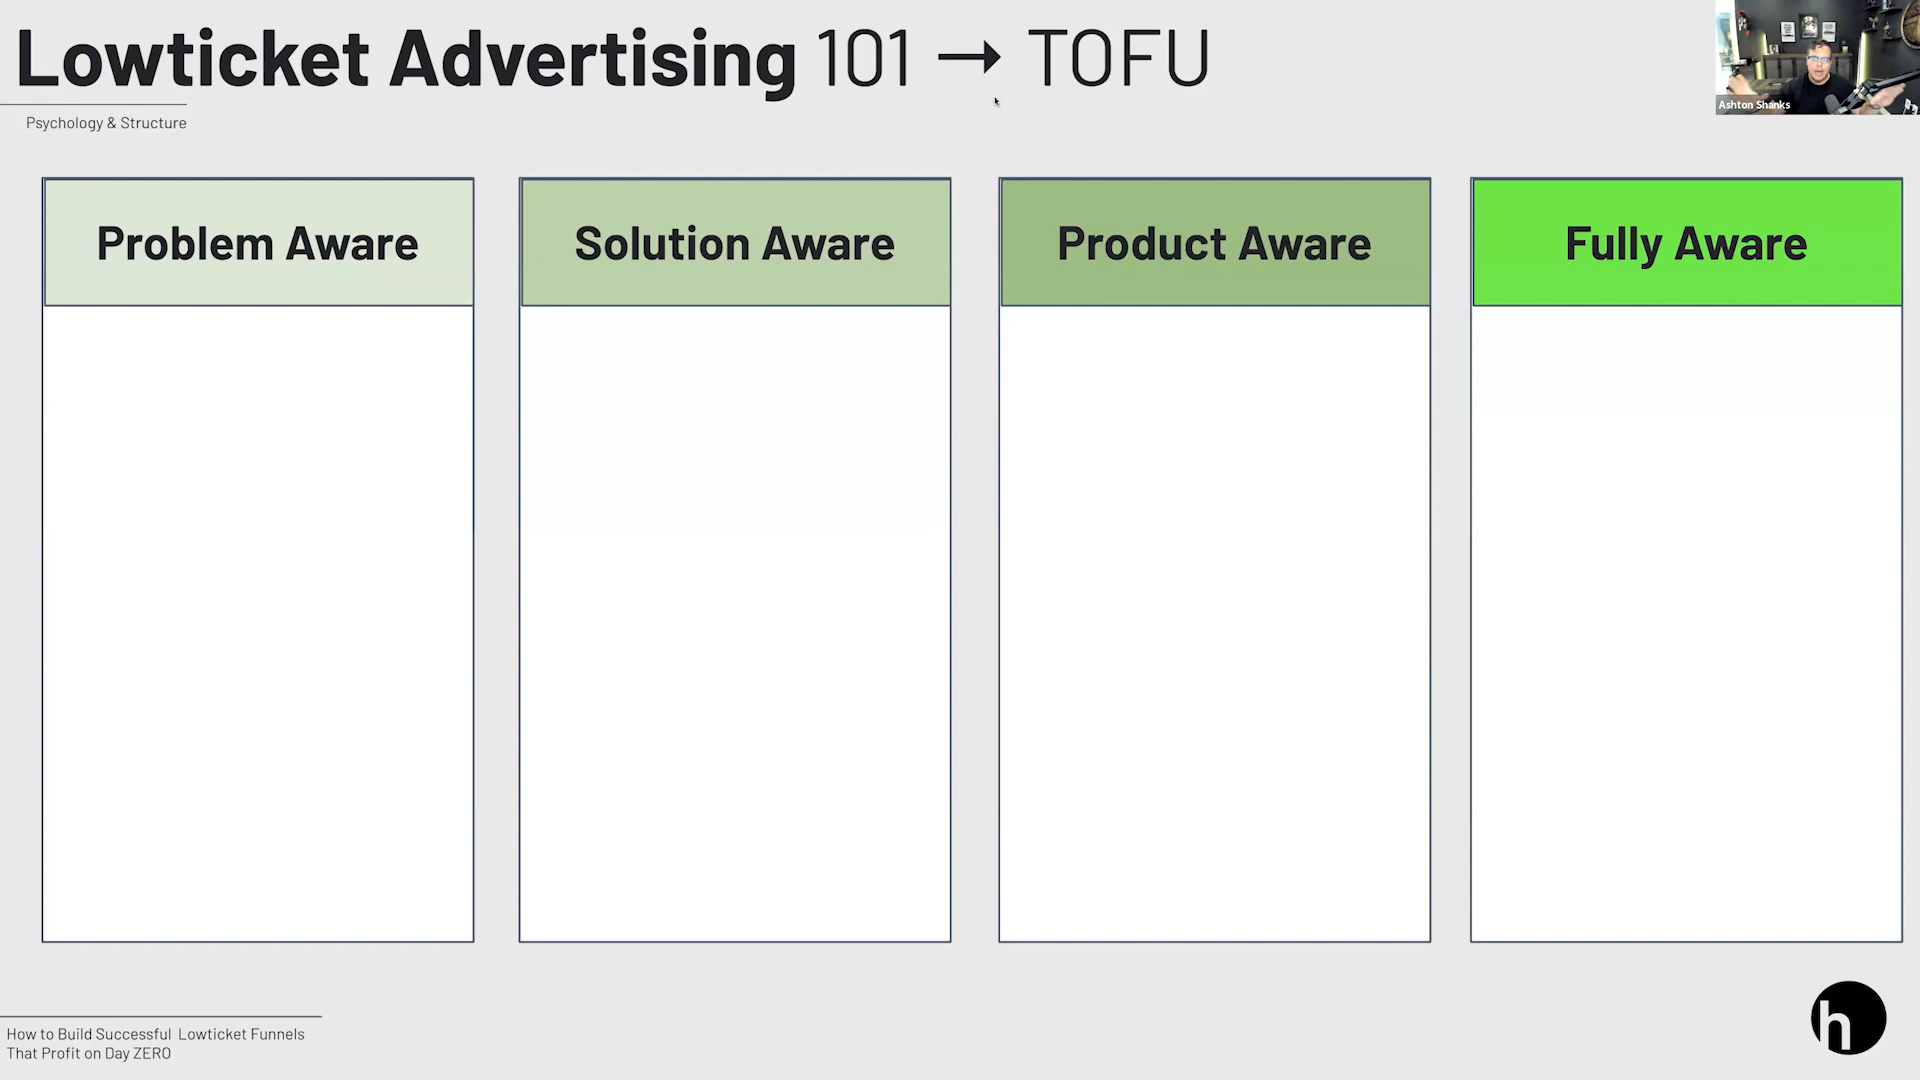 Lowticket Advertising 101 → TOFU
Psychology & Structure
Ashton Shanks
Problem Aware
Solution Aware
Product Aware
Fully Aware
How to Build Successful Lowticket Funnels
That Profit on Day ZERO
h